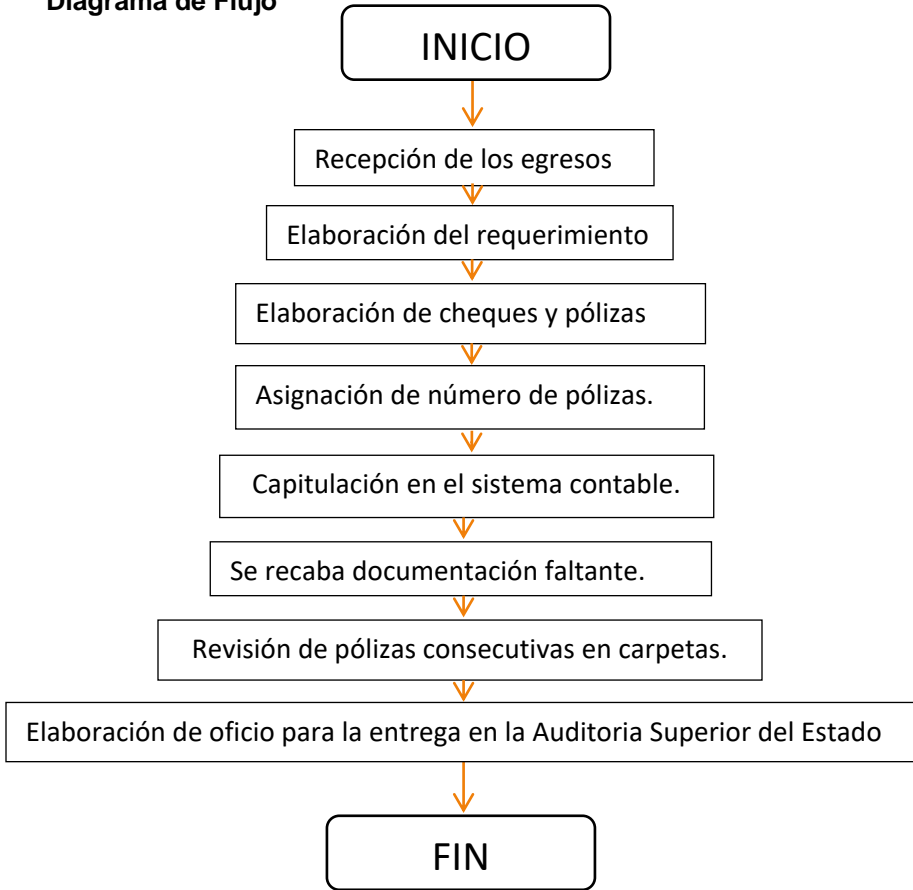 Diagrama de Flujo
INICIO
Recepción de los egresos
Elaboración del requerimiento
Elaboración de cheques y pólizas
Asignación de número de pólizas.
Capitulación en el sistema contable.
Se recaba documentación faltante.
Revisión de pólizas consecutivas en carpetas.
Elaboración de oficio para la entrega en la Auditoria Superior del Estado
FIN